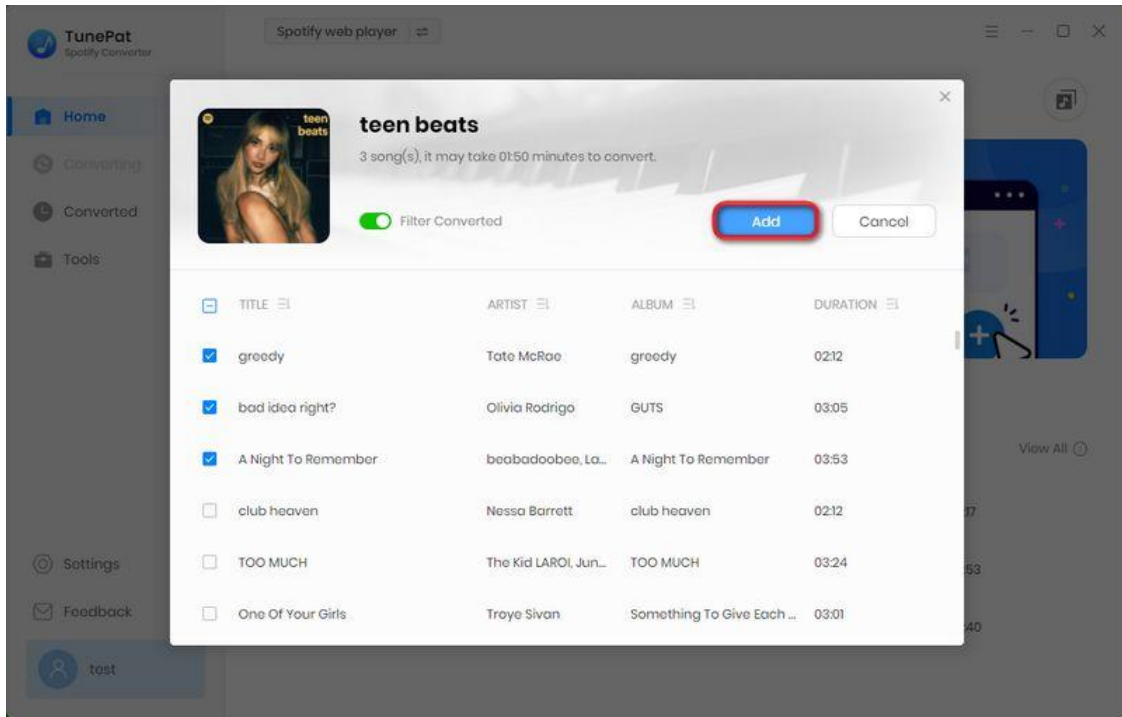 TunePat
Spotify Converter
Spotify web player
Home
Converting
Converted
Tools
teen
beats
teen beats
3 song(s), it may take 01:50 minutes to convert.
Filter Converted
Add
Cancel
TITLE ARTIST ALBUM DURATION
greedy Tate McRae greedy 02:12
bad idea right? Olivia Rodrigo GUTS 03:05
A Night To Remember beabadoobee, La... A Night To Remember 03:53
club heaven Nessa Barrett club heaven 02:12
TOO MUCH The Kid LAROI, Jun... TOO MUCH 03:24
One Of Your Girls Troye Sivan Something To Give Each ... 03:01
View All
:17
:53
:40
Settings
Feedback
test